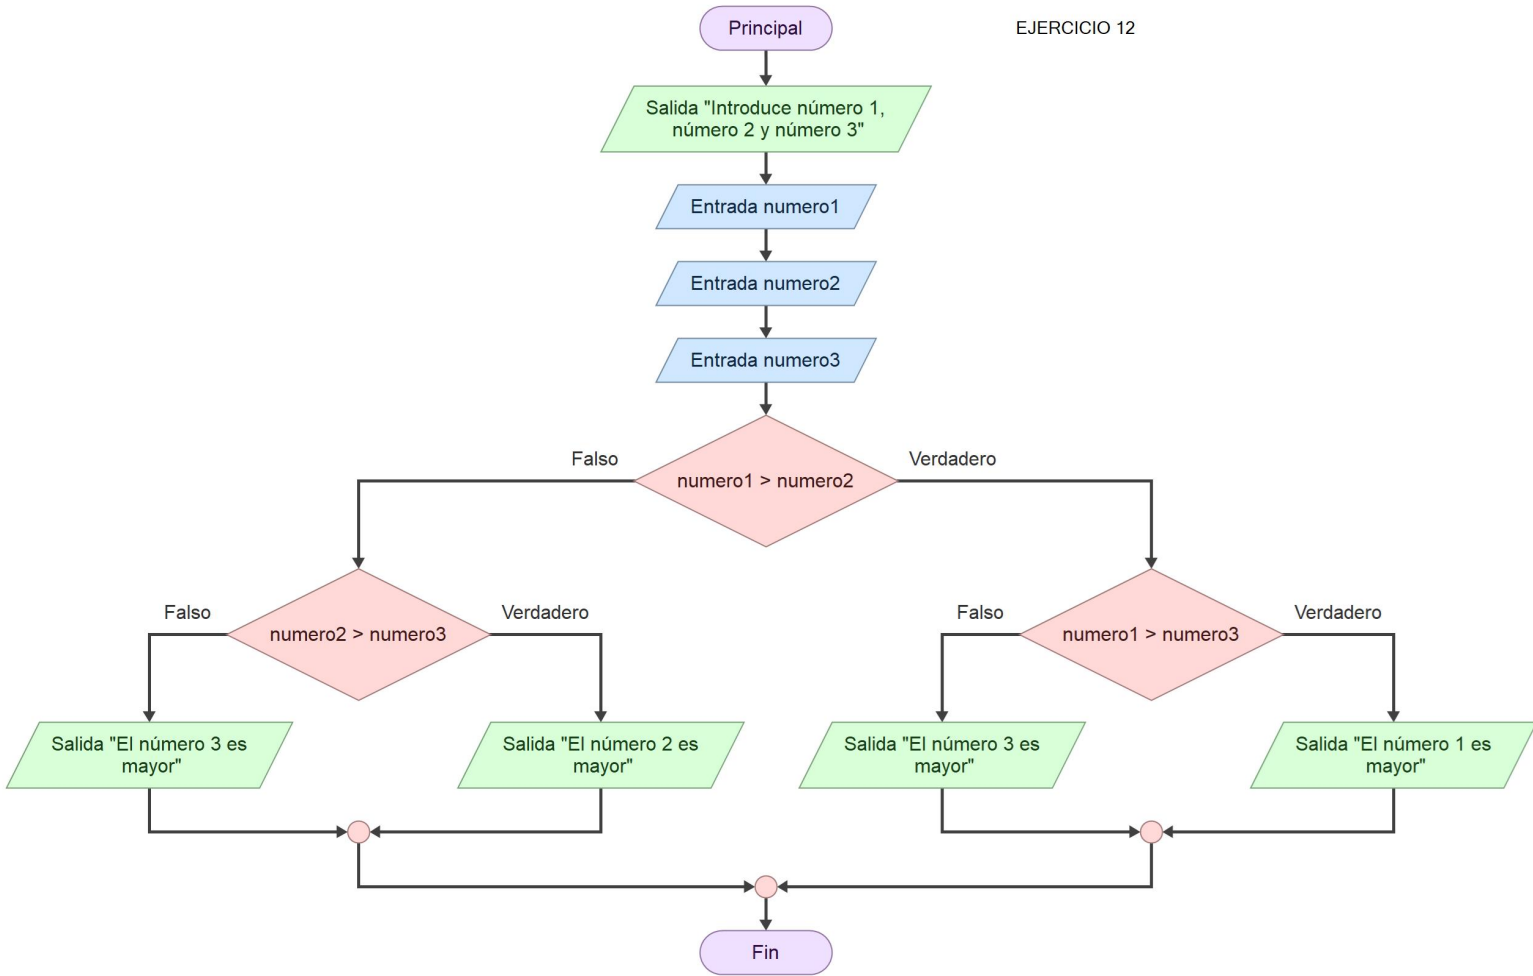 Principal
EJERCICIO 12
Salida "Introduce número 1,
número 2 y número 3"
Entrada numero1
Entrada numero2
Entrada numero3
Falso
Verdadero
numero1 > numero2
Falso
Verdadero
Falso
Verdadero
numero2 > numero3
numero1 > numero3
Salida "El número 3 es
mayor"
Salida "El número 2 es
mayor"
Salida "El número 3 es
mayor"
Salida "El número 1 es
mayor"
Fin